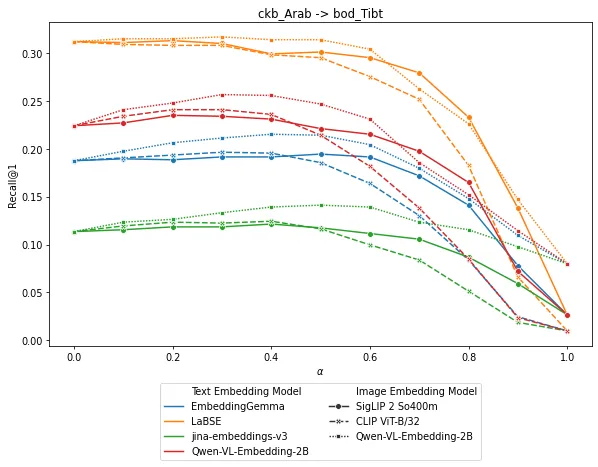 ckb_Arab -> bod_Tibt
Recall@1
0.30
0.25
0.20
0.15
0.10
0.05
0.00
0.0 0.2 0.4 0.6 0.8 1.0
α
Text Embedding Model
EmbeddingGemma
LaBSE
jina-embeddings-v3
Qwen-VL-Embedding-2B
Image Embedding Model
SigLIP 2 So400m
CLIP ViT-B/32
Qwen-VL-Embedding-2B